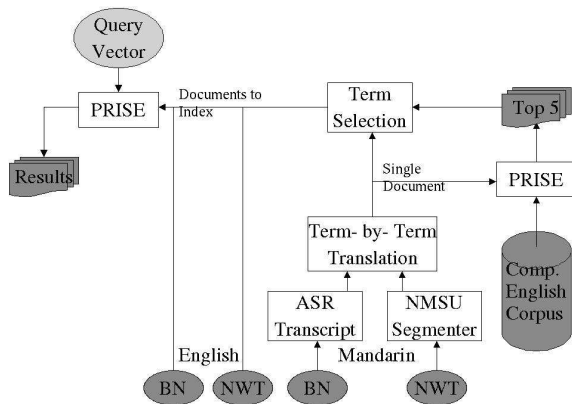 Query
Vector
PRISE
Documents to
Index
Term
Selection
Top 5
Results
Single
Document
PRISE
Term- by- Term
Translation
Comp.
English
Corpus
ASR
Transcript
NMSU
Segmenter
English
Mandarin
BN
NWT
BN
NWT